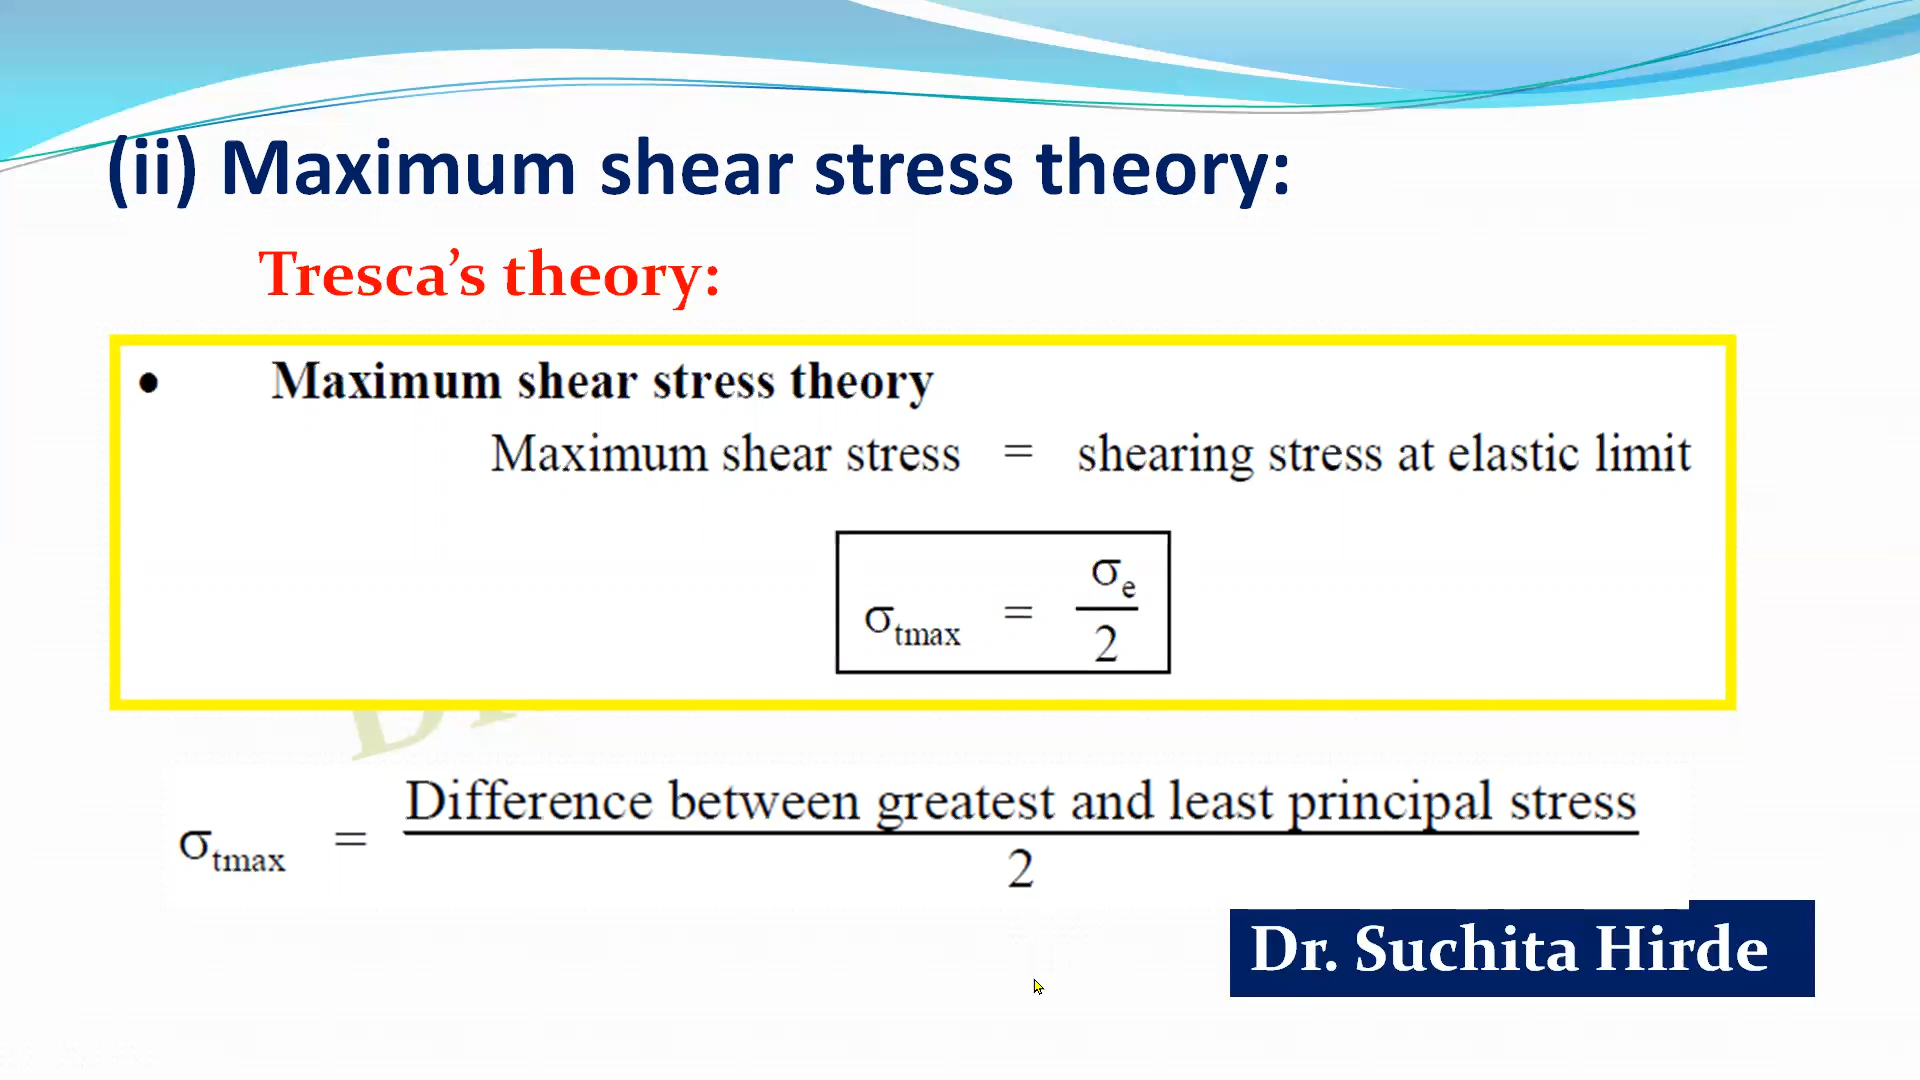 (ii) Maximum shear stress theory:
Tresca’s theory:
• Maximum shear stress theory
Maximum shear stress = shearing stress at elastic limit
σtmax = σe / 2
σtmax = Difference between greatest and least principal stress / 2
Dr. Suchita Hirde